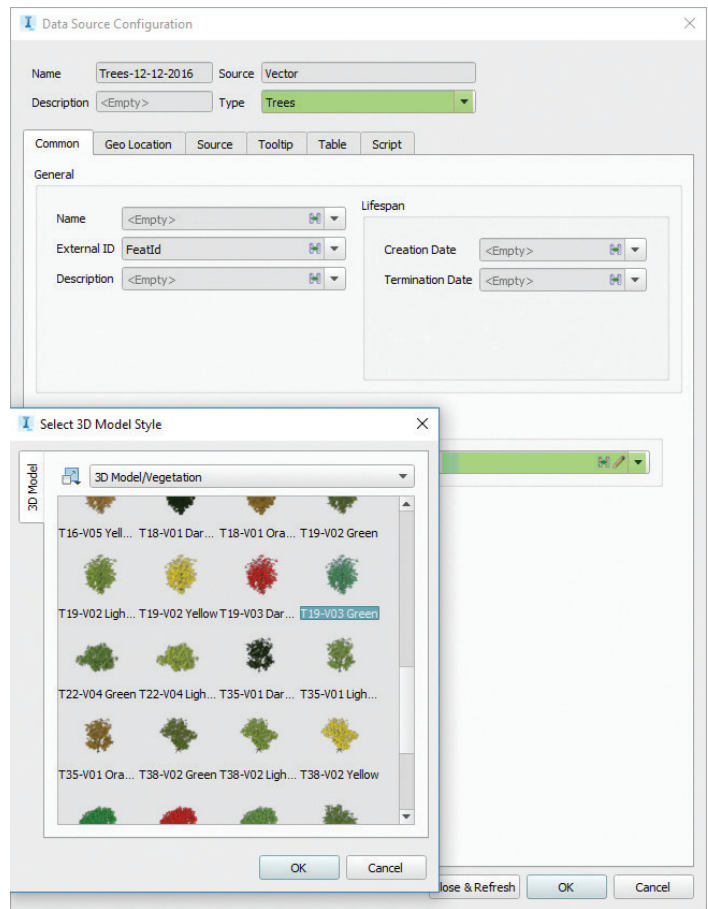 Data Source Configuration
Name Trees-12-12-2016 Source Vector
Description <Empty> Type Trees
Common Geo Location Source Tooltip Table Script
General
Lifespan
Name <Empty>
External ID FeatId Creation Date <Empty>
Description <Empty> Termination Date <Empty>
Select 3D Model Style
3D Model
3D Model/Vegetation
T16-V05 Yell... T18-V01 Dar... T18-V01 Ora... T19-V02 Green
T19-V02 Ligh... T19-V02 Yellow T19-V03 Dar... T19-V03 Green
T22-V04 Green T22-V04 Ligh... T35-V01 Dar... T35-V01 Ligh...
T35-V01 Ora... T38-V02 Green T38-V02 Ligh... T38-V02 Yellow
OK Cancel
lose & Refresh OK Cancel